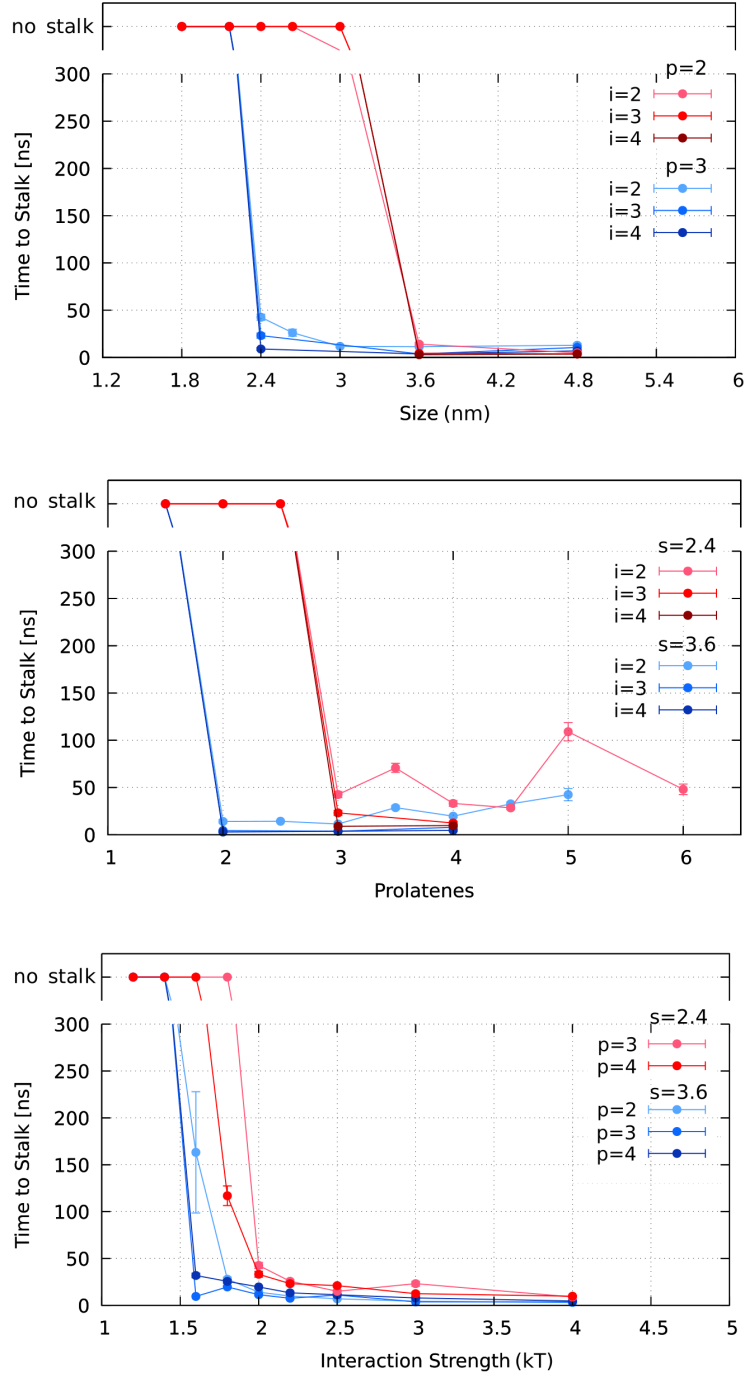 no stalk
300
250
200
150
100
50
0
Time to Stalk [ns]
p=2
i=2
i=3
i=4
p=3
i=2
i=3
i=4
1.2 1.8 2.4 3 3.6 4.2 4.8 5.4 6
Size (nm)
no stalk
300
250
200
150
100
50
0
Time to Stalk [ns]
s=2.4
i=2
i=3
i=4
s=3.6
i=2
i=3
i=4
1 2 3 4 5 6
Prolatenes
no stalk
300
250
200
150
100
50
0
Time to Stalk [ns]
s=2.4
p=3
p=4
s=3.6
p=2
p=3
p=4
1 1.5 2 2.5 3 3.5 4 4.5 5
Interaction Strength (kT)